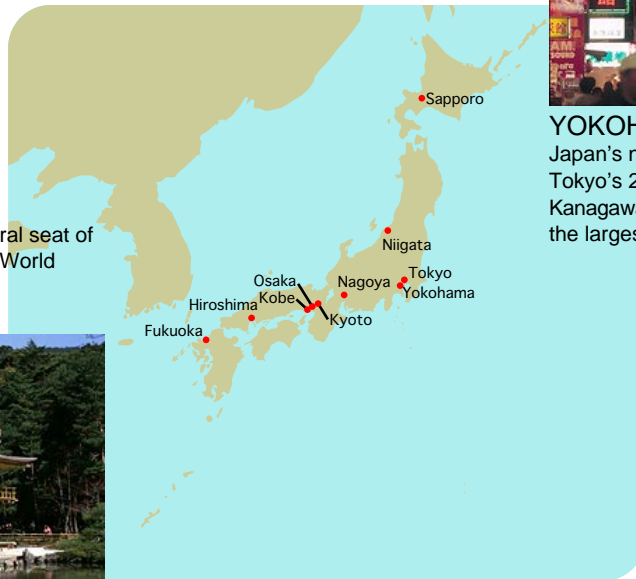 Sapporo
YOKOH
Japan's n
Tokyo's 2
Kanagaw
the larges
ral seat of
World
Niigata
Tokyo
Yokohama
Nagoya
Osaka
Kobe
Kyoto
Hiroshima
Fukuoka